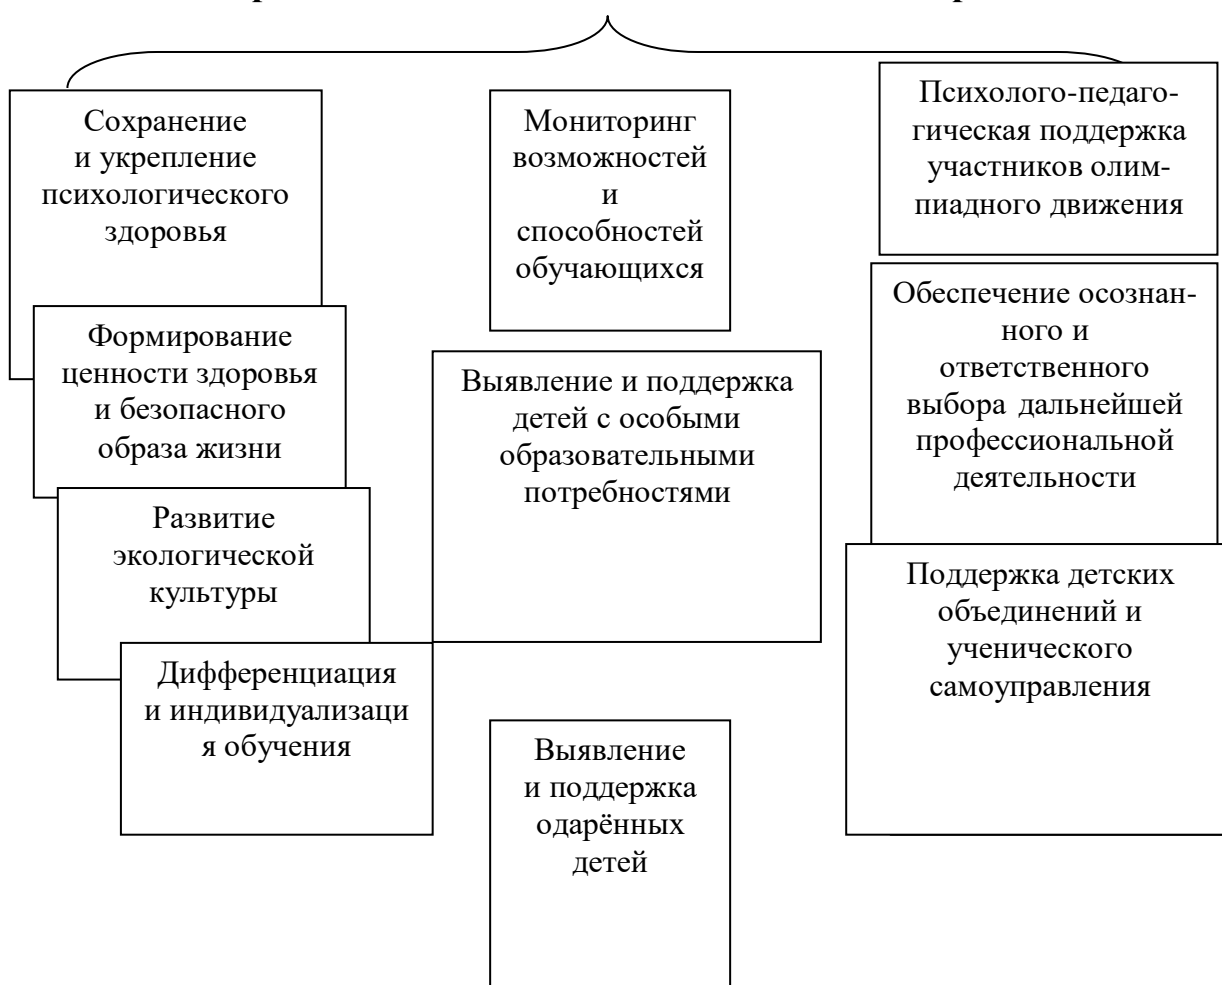 Сохранение
и укрепление
психологического
здоровья
Формирование
ценности здоровья
и безопасного
образа жизни
Развитие
экологической
культуры
Дифференциация
и индивидуализаци
я обучения
Мониторинг
возможностей
и
способностей
обучающихся
Выявление и поддержка
детей с особыми
образовательными
потребностями
Выявление
и поддержка
одарённых
детей
Психолого-педаго-
гическая поддержка
участников олим-
пиадного движения
Обеспечение осознан-
ного и
ответственного
выбора дальнейшей
профессиональной
деятельности
Поддержка детских
объединений и
ученического
самоуправления